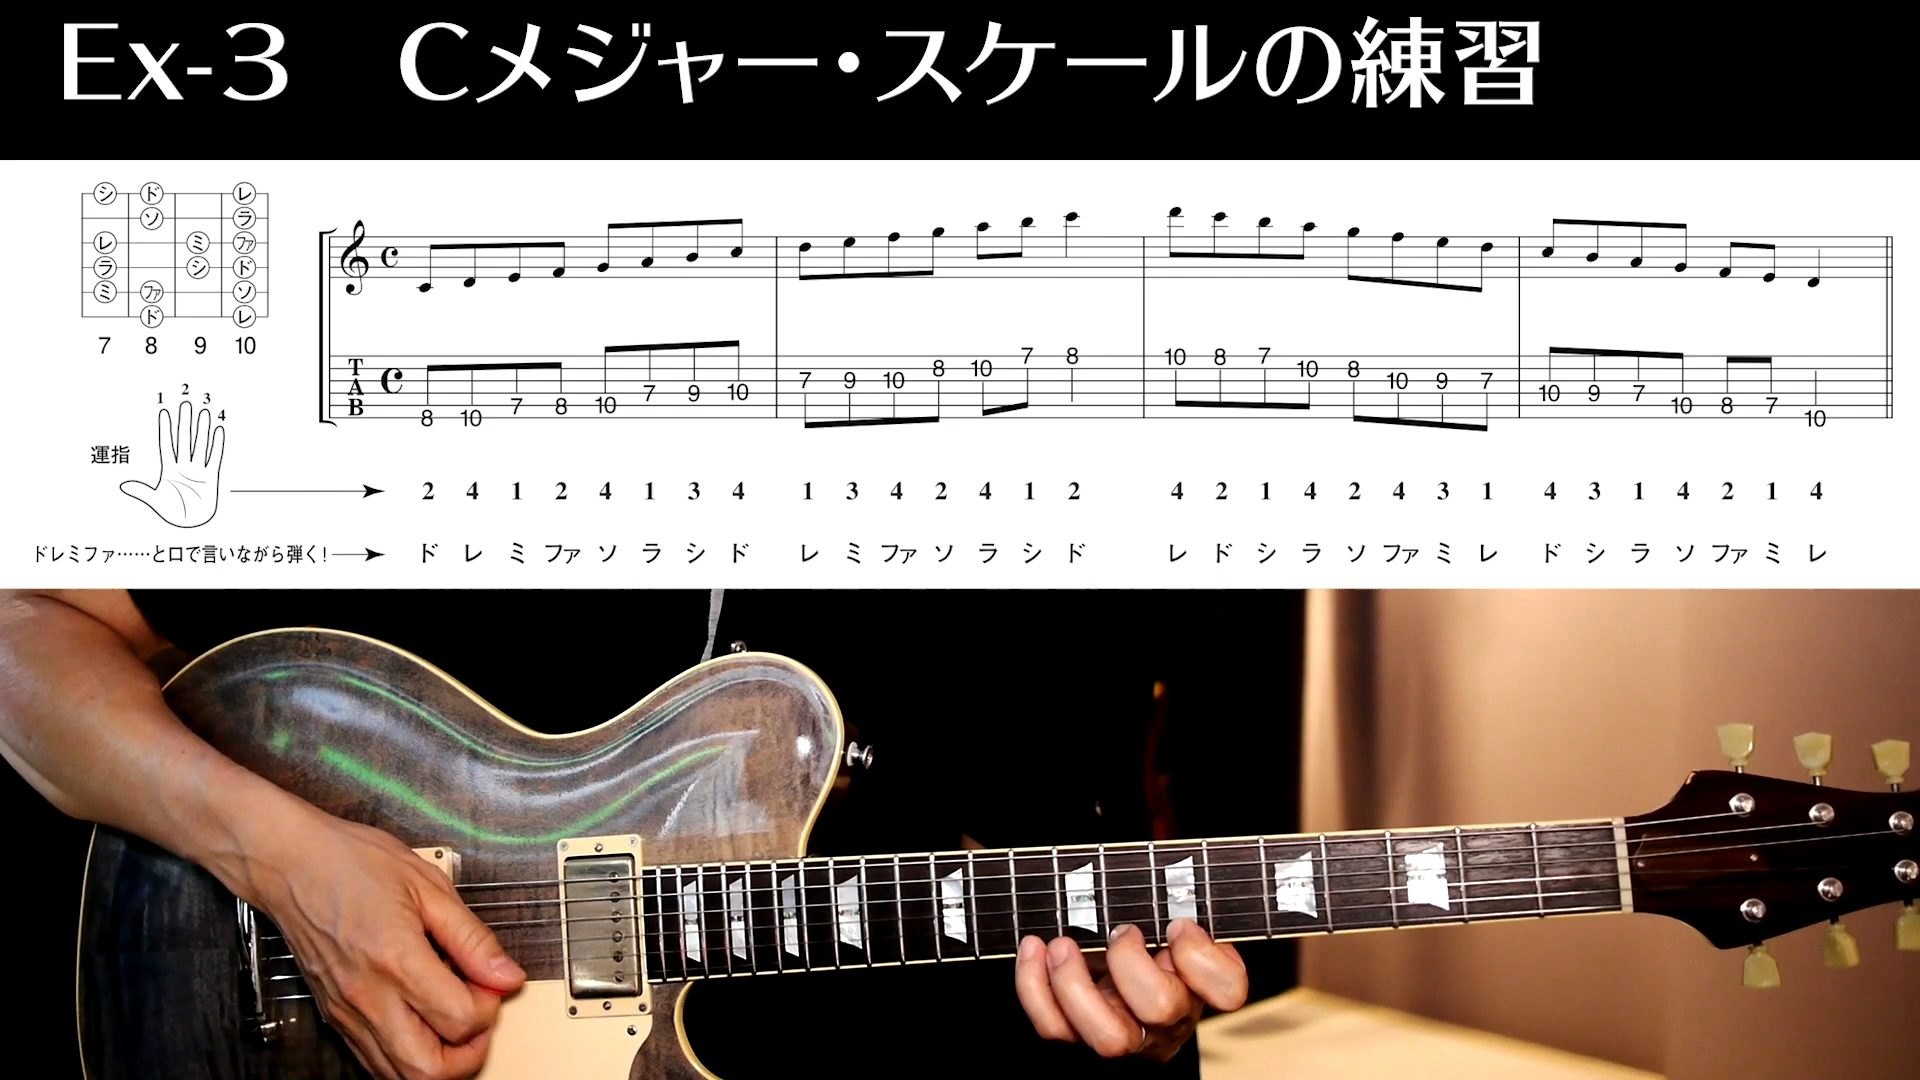 Ex-3 Cメジャー・スケールの練習
シ ド レ
ソ ラ
レ ミ ファ
ラ シ ド
ミ ファ ソ
ド レ
7 8 9 10
T
A
B
8 10 7 8 10 7 9 10 7 9 10 8 10 7 8 10 8 7 10 8 10 9 7 10 9 7 10 8 7 10
1 2 3 4
運指
2 4 1 2 4 1 3 4 1 3 4 2 4 1 2 4 2 1 4 2 4 3 1 4 3 1 4 2 1 4
ドレミファ……と口で言いながら弾く! ド レ ミ ファ ソ ラ シ ド レ ミ ファ ソ ラ シ ド レ ド シ ラ ソ ファ ミ レ ド シ ラ ソ ファ ミ レ